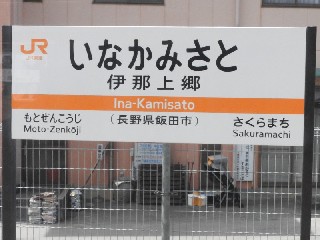 JR
いなかみさと
伊那上郷
Ina-Kamisato
もとぜんこうじ
Moto-Zenkōji
(長野県飯田市)
さくらまち
Sakuramachi